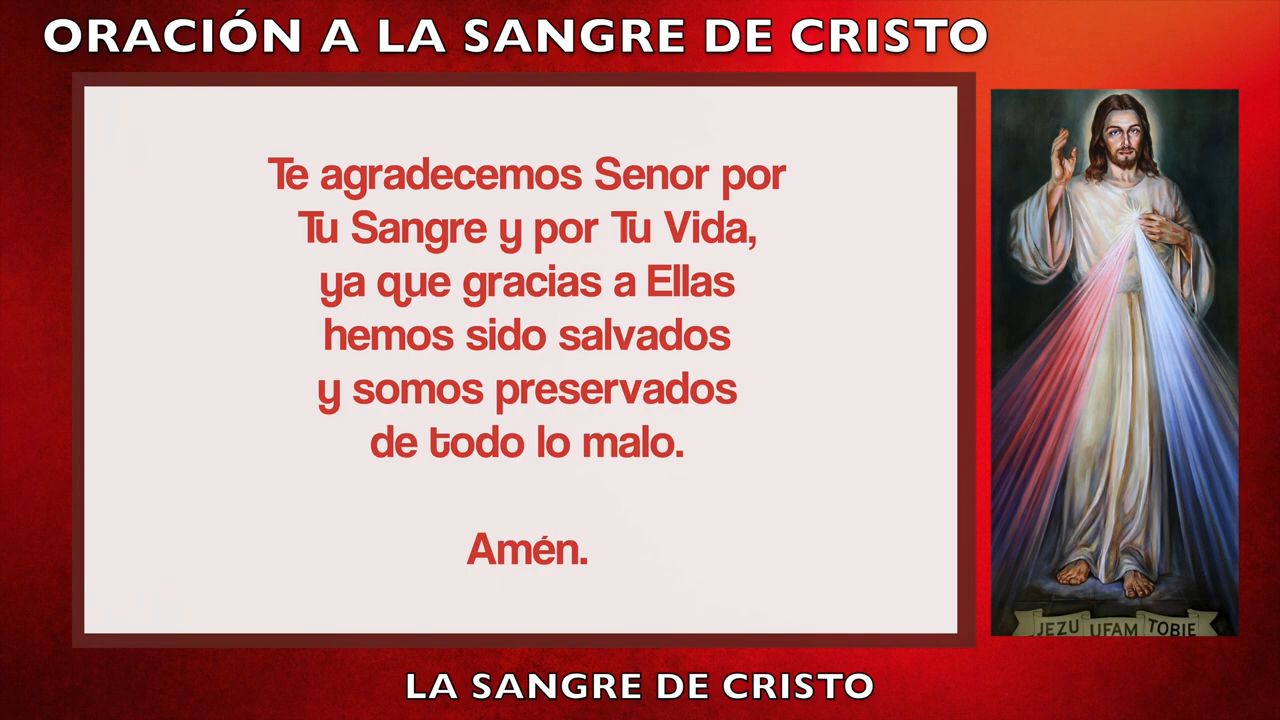 ORACIÓN A LA SANGRE DE CRISTO
Te agradecemos Senor por
Tu Sangre y por Tu Vida,
ya que gracias a Ellas
hemos sido salvados
y somos preservados
de todo lo malo.
Amén.
JEZU UFAM TOBIE
LA SANGRE DE CRISTO